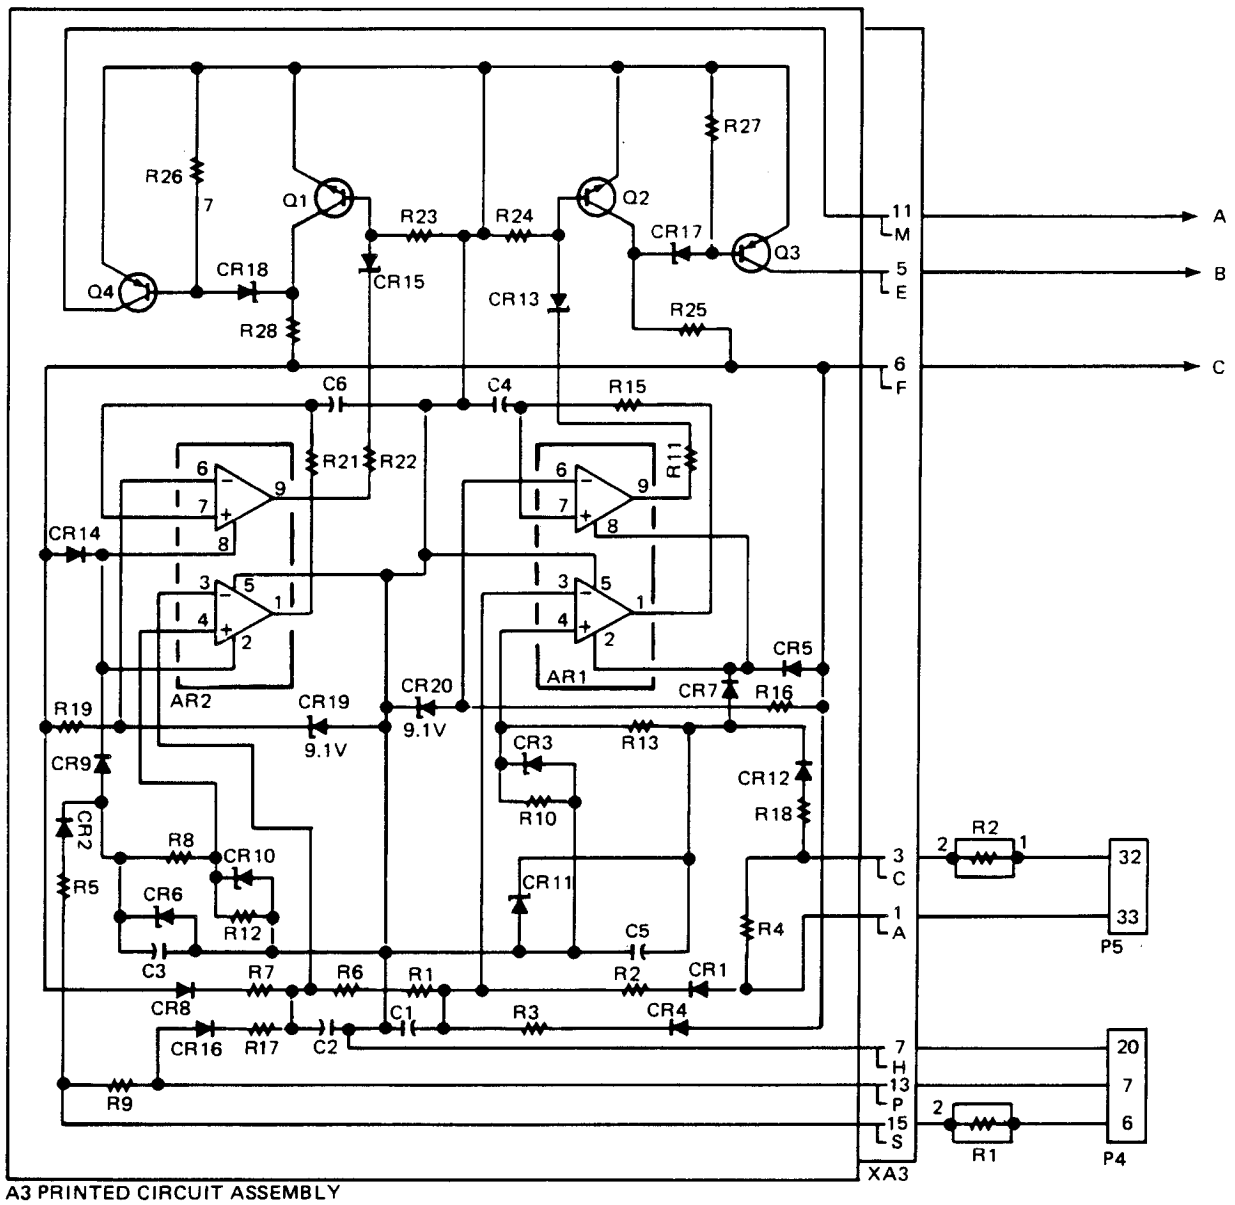 R27
R26
7
Q1
Q2
R23
R24
CR17
Q3
11
M
A
Q4
CR18
CR15
CR13
5
E
B
R28
R25
6
F
C
C6
C4
R15
R21
R22
R11
6
−
9
7
+
8
6
−
9
7
+
8
CR14
3
−
5
1
4
+
2
3
−
5
1
4
+
2
CR5
AR2
AR1
CR20
9.1V
CR7
R16
R19
CR19
9.1V
R13
CR9
CR3
CR12
R10
R18
CR2
R8
CR10
3
C
2
R2
1
32
R5
CR6
R12
CR11
1
A
33
P5
C3
C5
R4
R7
R6
R1
R2
CR1
CR8
C1
R3
CR4
CR16
R17
C2
7
H
20
R9
13
P
7
15
S
2
R1
6
P4
XA3
A3 PRINTED CIRCUIT ASSEMBLY